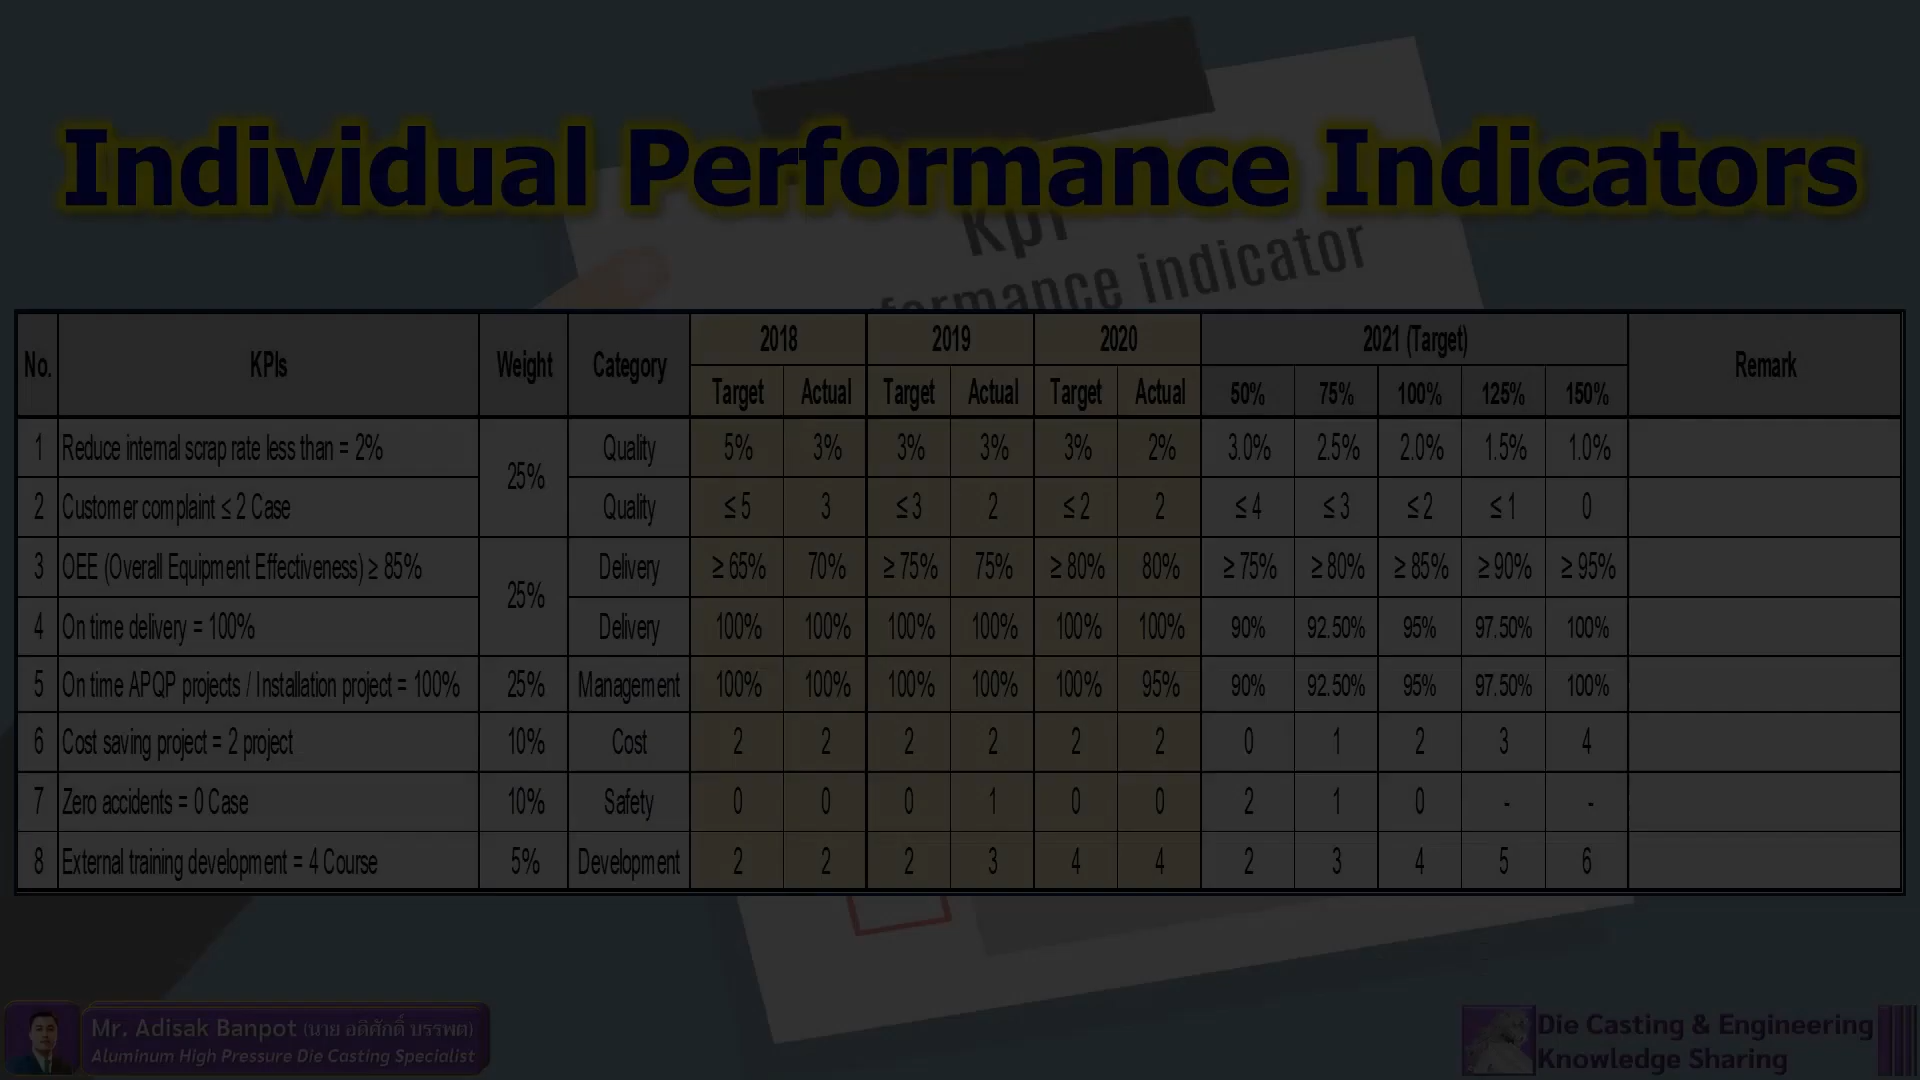 Individual Performance Indicators
Kpi
formance indicator
No. KPIs Weight Category 2018 2019 2020 2021 (Target) Remark
Target Actual Target Actual Target Actual 50% 75% 100% 125% 150%
1 Reduce internal scrap rate less than = 2% 25% Quality 5% 3% 3% 3% 3% 2% 3.0% 2.5% 2.0% 1.5% 1.0%
2 Customer complaint ≤ 2 Case Quality ≤ 5 3 ≤ 3 2 ≤ 2 2 ≤ 4 ≤ 3 ≤ 2 ≤ 1 0
3 OEE (Overall Equipment Effectiveness) ≥ 85% 25% Delivery ≥ 65% 70% ≥ 75% 75% ≥ 80% 80% ≥ 75% ≥ 80% ≥ 85% ≥ 90% ≥ 95%
4 On time delivery = 100% Delivery 100% 100% 100% 100% 100% 100% 90% 92.50% 95% 97.50% 100%
5 On time APQP projects / Installation project = 100% 25% Management 100% 100% 100% 100% 100% 95% 90% 92.50% 95% 97.50% 100%
6 Cost saving project = 2 project 10% Cost 2 2 2 2 2 2 0 1 2 3 4
7 Zero accidents = 0 Case 10% Safety 0 0 0 1 0 0 2 1 0 - -
8 External training development = 4 Course 5% Development 2 2 2 3 4 4 2 3 4 5 6
Mr. Adisak Banpot (นาย อดิศักดิ์ บรรพต)
Aluminum High Pressure Die Casting Specialist
Die Casting & Engineering
Knowledge Sharing